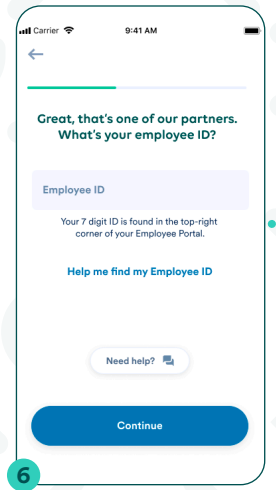 Carrier 9:41 AM
Great, that's one of our partners.
What's your employee ID?
Employee ID
Your 7 digit ID is found in the top-right
corner of your Employee Portal.
Help me find my Employee ID
Need help?
Continue
6